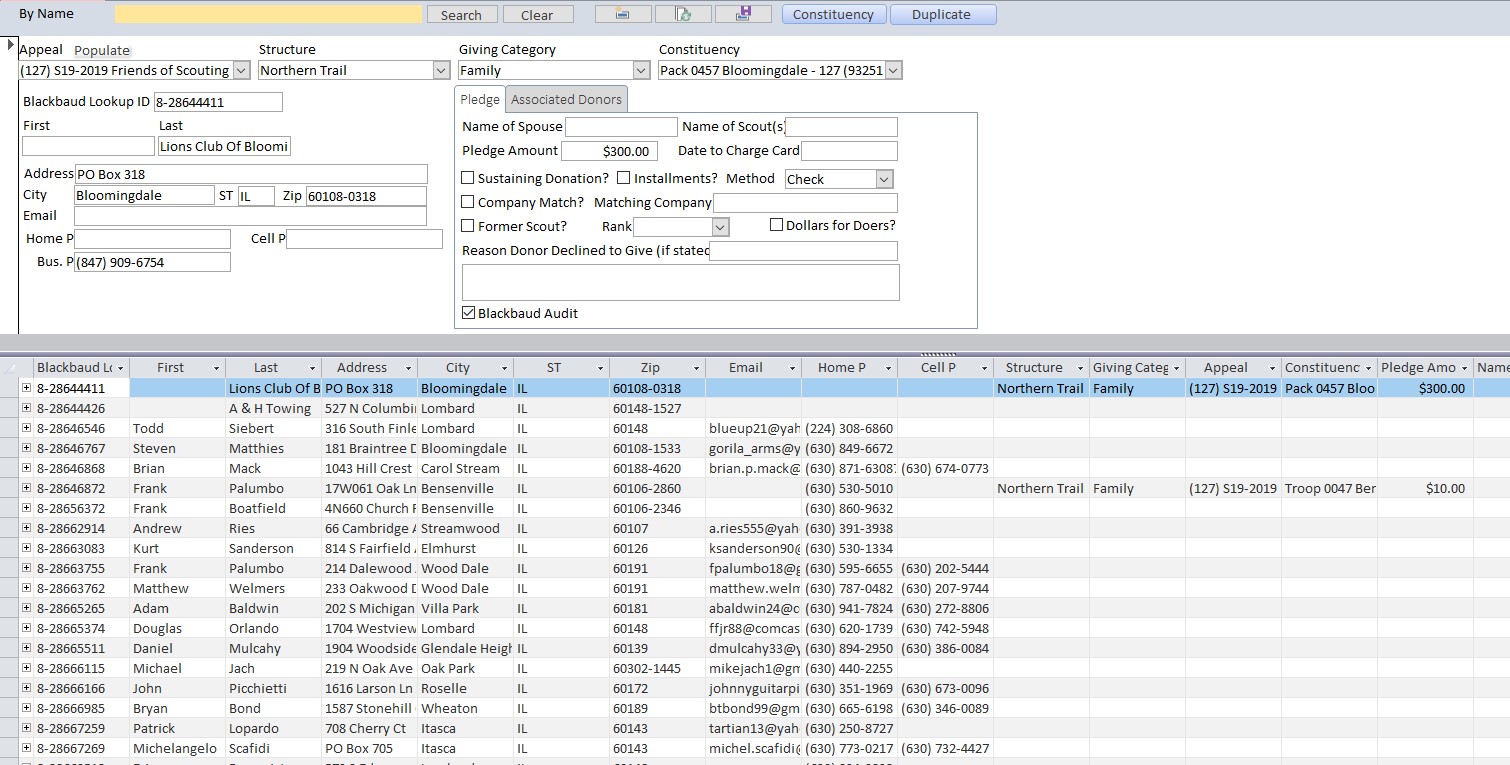 By Name Search Clear Constituency Duplicate
Appeal Populate Structure Giving Category Constituency
(127) S19-2019 Friends of Scouting Northern Trail Family Pack 0457 Bloomingdale - 127 (93251
Blackbaud Lookup ID 8-28644411
First Last
Lions Club Of Bloomi
Address PO Box 318
City Bloomingdale ST IL Zip 60108-0318
Email
Home P Cell P
Bus. P (847) 909-6754
Pledge Associated Donors
Name of Spouse Name of Scout(s)
Pledge Amount $300.00 Date to Charge Card
Sustaining Donation? Installments? Method Check
Company Match? Matching Company
Former Scout? Rank Dollars for Doers?
Reason Donor Declined to Give (if stated
Blackbaud Audit
Blackbaud Lo First Last Address City ST Zip Email Home P Cell P Structure Giving Categ Appeal Constituenc Pledge Amo Name
8-28644411 Lions Club Of B PO Box 318 Bloomingdale IL 60108-0318 Northern Trail Family (127) S19-2019 Pack 0457 Bloo $300.00
8-28644426 A & H Towing 527 N Columbi Lombard IL 60148-1527
8-28646546 Todd Siebert 316 South Finle Lombard IL 60148 blueup21@yah (224) 308-6860
8-28646767 Steven Matthies 181 Braintree D Bloomingdale IL 60108-1533 gorila_arms@y (630) 849-6672
8-28646868 Brian Mack 1043 Hill Crest Carol Stream IL 60188-4620 brian.p.mack@ (630) 871-6308 (630) 674-0773
8-28646872 Frank Palumbo 17W061 Oak Ln Bensenville IL 60106-2860 (630) 530-5010 Northern Trail Family (127) S19-2019 Troop 0047 Ber $10.00
8-28656372 Frank Boatfield 4N660 Church R Bensenville IL 60106-2346 (630) 860-9632
8-28662914 Andrew Ries 66 Cambridge A Streamwood IL 60107 a.ries555@yah (630) 391-3938
8-28663083 Kurt Sanderson 814 S Fairfield A Elmhurst IL 60126 ksanderson90@ (630) 530-1334
8-28663755 Frank Palumbo 214 Dalewood Wood Dale IL 60191 fpalumbo18@g (630) 595-6655 (630) 202-5444
8-28663762 Matthew Welmers 233 Oakwood D Wood Dale IL 60191 matthew.welm (630) 787-0482 (630) 207-9744
8-28665265 Adam Baldwin 202 S Michigan Villa Park IL 60181 abaldwin24@c (630) 941-7824 (630) 272-8806
8-28665374 Douglas Orlando 1704 Westview Lombard IL 60148 ffjr88@comcas (630) 620-1739 (630) 742-5948
8-28665511 Daniel Mulcahy 1904 Woodside Glendale Heigh IL 60139 dmulcahy33@y (630) 894-2950 (630) 386-0084
8-28666115 Michael Jach 219 N Oak Ave Oak Park IL 60302-1445 mikejach1@gm (630) 440-2255
8-28666166 John Picchietti 1616 Larson Ln Roselle IL 60172 johnnyguitarpi (630) 351-1969 (630) 673-0096
8-28666985 Bryan Bond 1587 Stonehill Wheaton IL 60189 btbond99@gm (630) 665-6198 (630) 346-0089
8-28667259 Patrick Lopardo 708 Cherry Ct Itasca IL 60143 tartian13@yah (630) 250-8727
8-28667269 Michelangelo Scafidi PO Box 705 Itasca IL 60143 michel.scafidi@ (630) 773-0217 (630) 732-4427